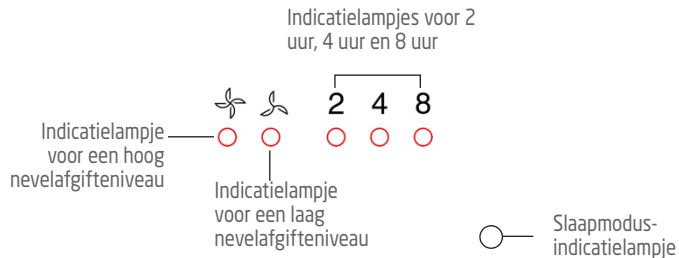 Indicatielampjes voor 2
uur, 4 uur en 8 uur
2 4 8
Indicatielampje
voor een hoog
nevelafgifteniveau
Indicatielampje
voor een laag
nevelafgifteniveau
Slaapmodus-
indicatielampje